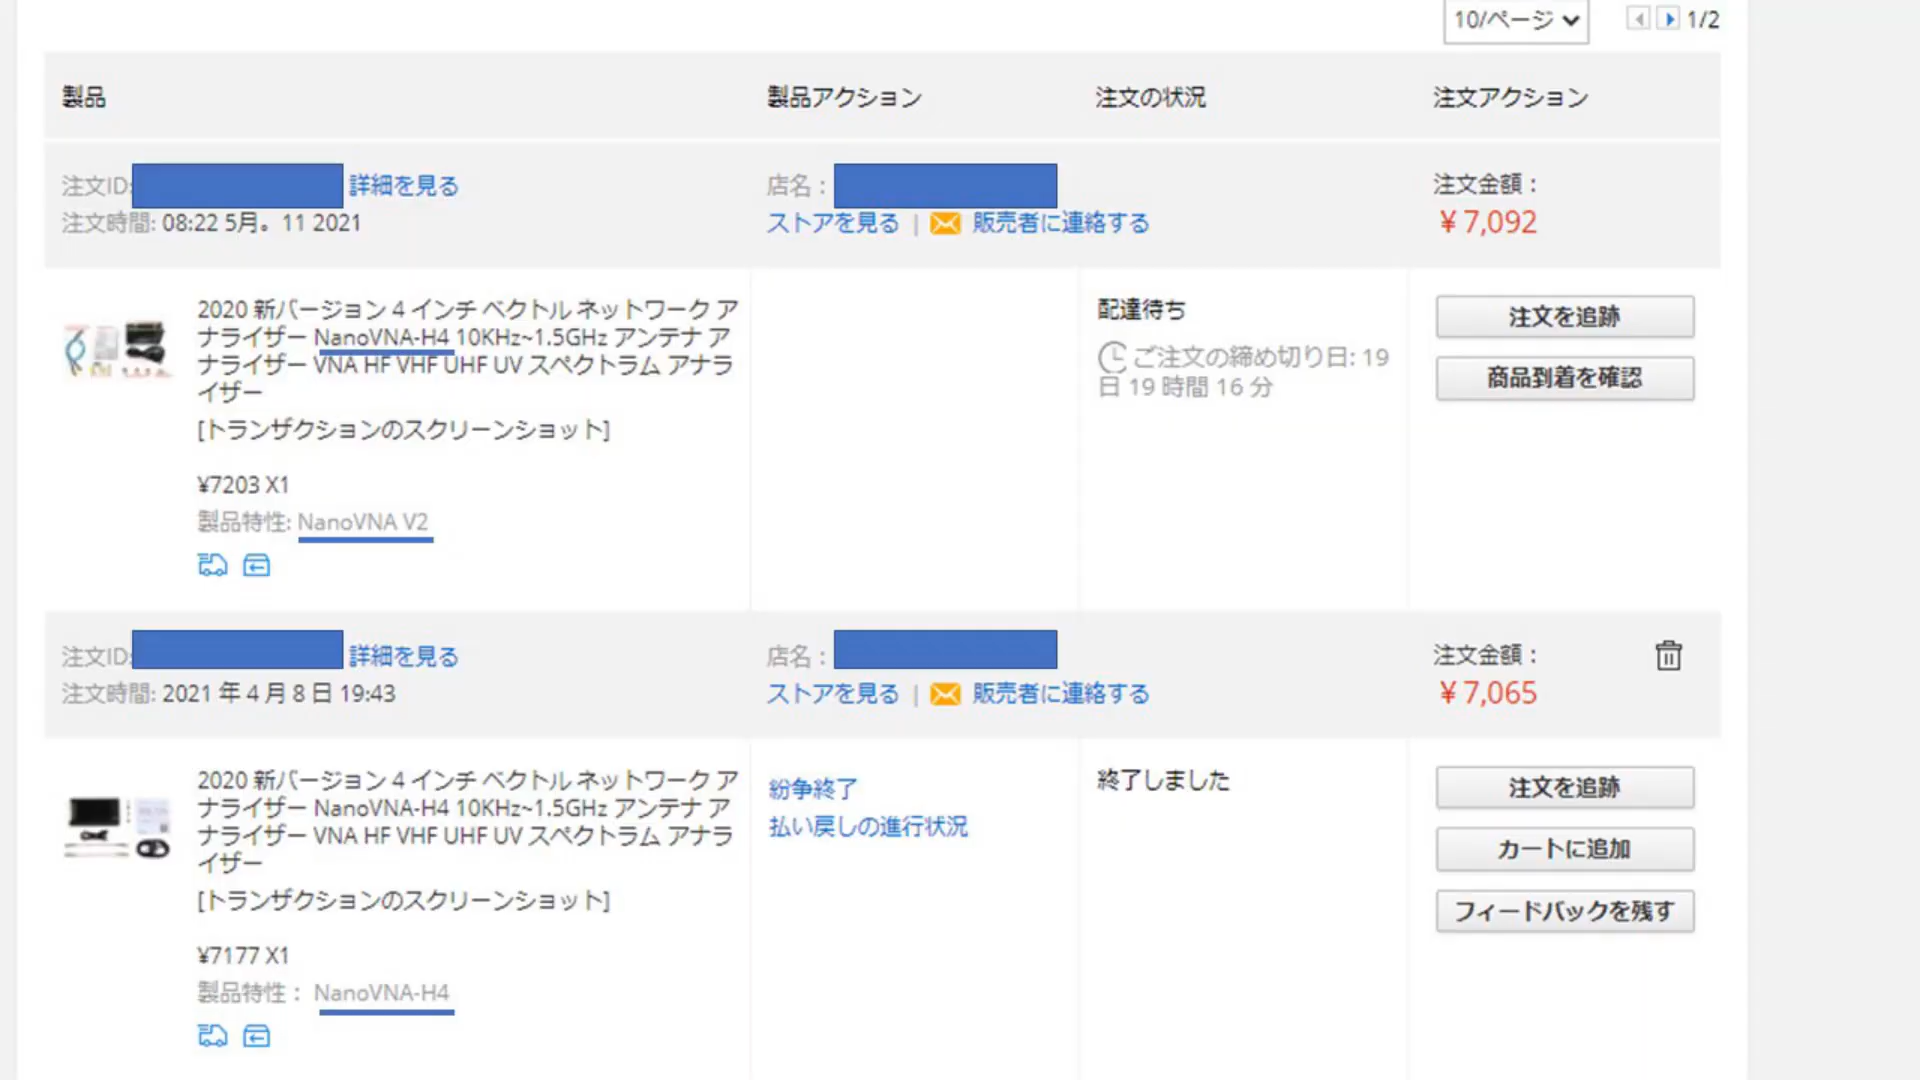 10/ページ 1/2
製品 製品アクション 注文の状況 注文アクション
注文ID: 詳細を見る 店名： 注文金額：
注文時間: 08:22 5月。11 2021 ストアを見る | 販売者に連絡する ￥7,092
2020 新バージョン 4 インチ ベクトル ネットワーク ア
ナライザー NanoVNA-H4 10KHz~1.5GHz アンテナ ア
ナライザー VNA HF VHF UHF UV スペクトラム アナラ
イザー
[トランザクションのスクリーンショット]
¥7203 X1
製品特性: NanoVNA V2
配達待ち
ご注文の締め切り日: 19
日 19 時間 16 分
注文を追跡
商品到着を確認
注文ID: 詳細を見る 店名： 注文金額：
注文時間: 2021 年 4 月 8 日 19:43 ストアを見る | 販売者に連絡する ￥7,065
2020 新バージョン 4 インチ ベクトル ネットワーク ア
ナライザー NanoVNA-H4 10KHz~1.5GHz アンテナ ア
ナライザー VNA HF VHF UHF UV スペクトラム アナラ
イザー
[トランザクションのスクリーンショット]
¥7177 X1
製品特性： NanoVNA-H4
紛争終了
払い戻しの進行状況
終了しました
注文を追跡
カートに追加
フィードバックを残す